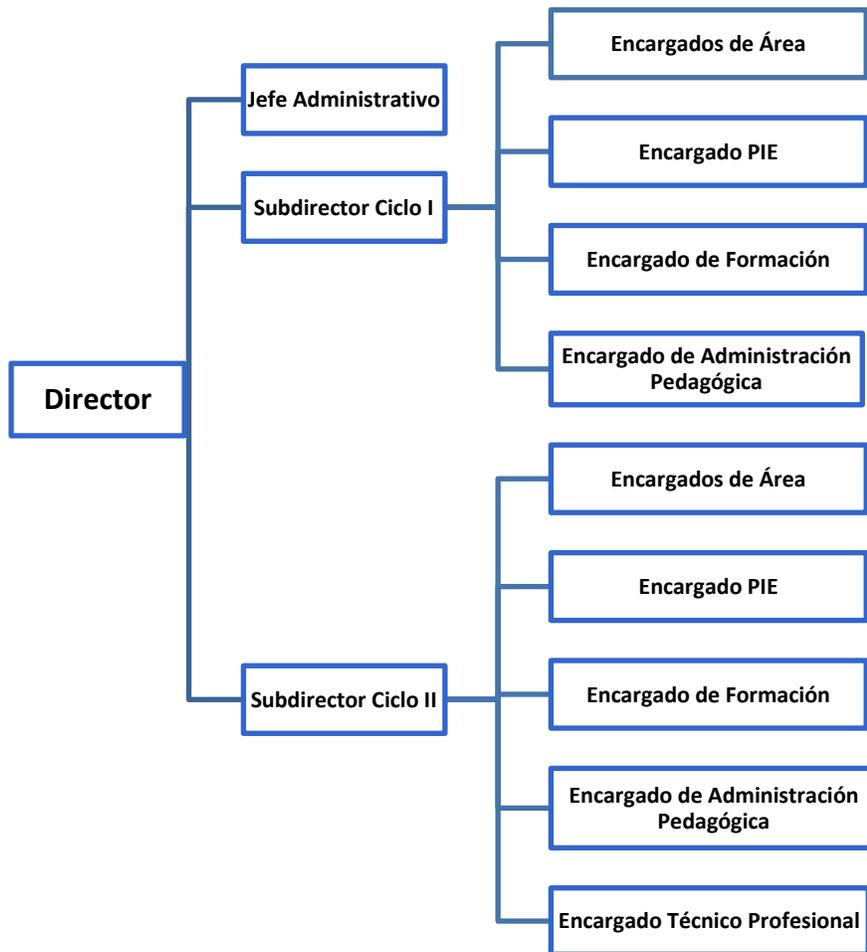 Director
Jefe Administrativo
Subdirector Ciclo I
Encargados de Área
Encargado PIE
Encargado de Formación
Encargado de Administración
Pedagógica
Subdirector Ciclo II
Encargados de Área
Encargado PIE
Encargado de Formación
Encargado de Administración
Pedagógica
Encargado Técnico Profesional